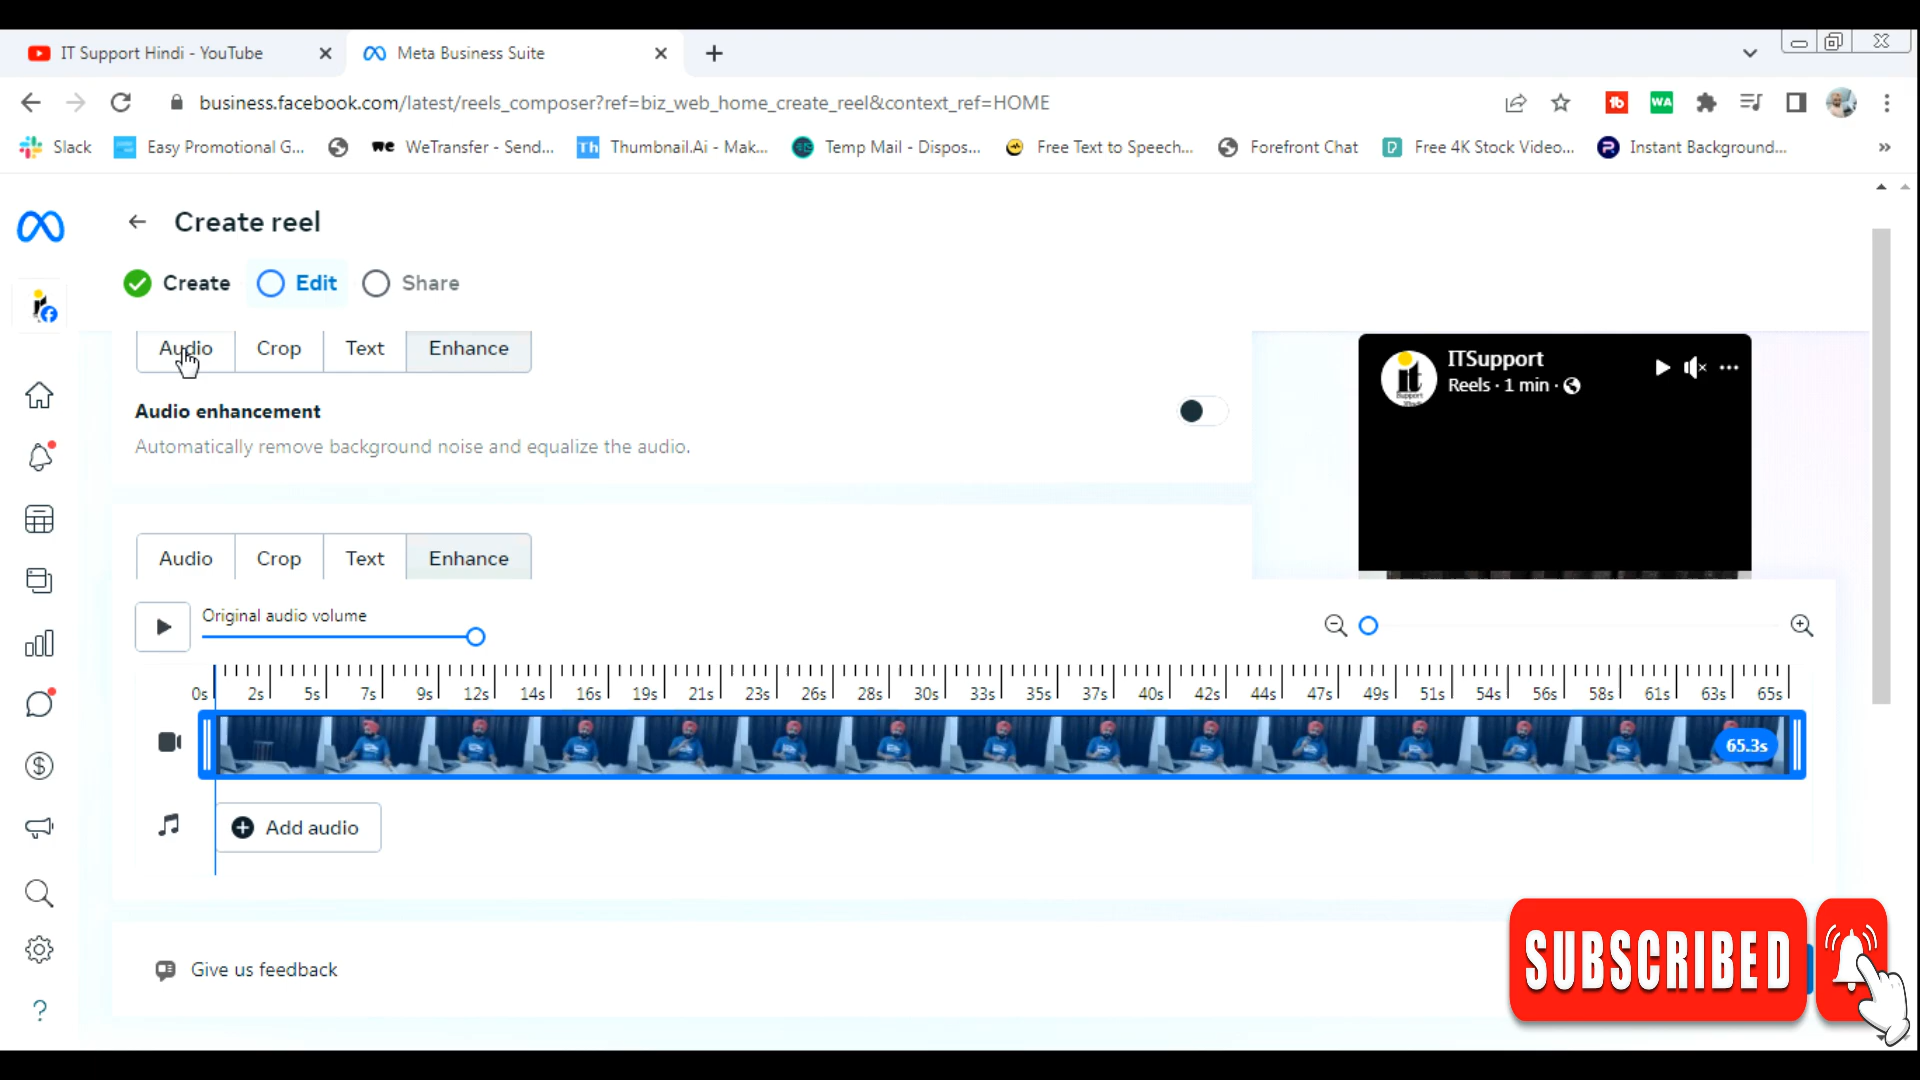 IT Support Hindi - YouTube
Meta Business Suite
business.facebook.com/latest/reels_composer?ref=biz_web_home_create_reel&context_ref=HOME
Slack
Easy Promotional G...
WeTransfer - Send...
Thumbnail.Ai - Mak...
Temp Mail - Dispos...
Free Text to Speech...
Forefront Chat
Free 4K Stock Video...
Instant Background...
Create reel
Create
Edit
Share
Audio
Crop
Text
Enhance
Audio enhancement
Automatically remove background noise and equalize the audio.
ITSupport
Reels · 1 min ·
Audio
Crop
Text
Enhance
Original audio volume
0s 2s 5s 7s 9s 12s 14s 16s 19s 21s 23s 26s 28s 30s 33s 35s 37s 40s 42s 44s 47s 49s 51s 54s 56s 58s 61s 63s 65s
65.3s
Add audio
Give us feedback
SUBSCRIBED